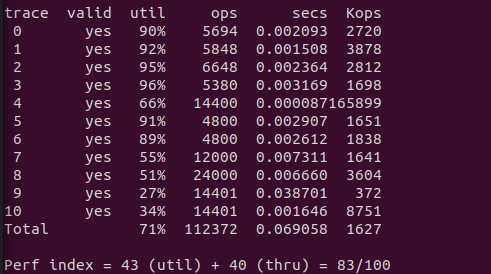 trace valid util ops secs Kops
0 yes 90% 5694 0.002093 2720
1 yes 92% 5848 0.001508 3878
2 yes 95% 6648 0.002364 2812
3 yes 96% 5380 0.003169 1698
4 yes 66% 14400 0.000087165899
5 yes 91% 4800 0.002907 1651
6 yes 89% 4800 0.002612 1838
7 yes 55% 12000 0.007311 1641
8 yes 51% 24000 0.006660 3604
9 yes 27% 14401 0.038701 372
10 yes 34% 14401 0.001646 8751
Total 71% 112372 0.069058 1627
Perf index = 43 (util) + 40 (thru) = 83/100